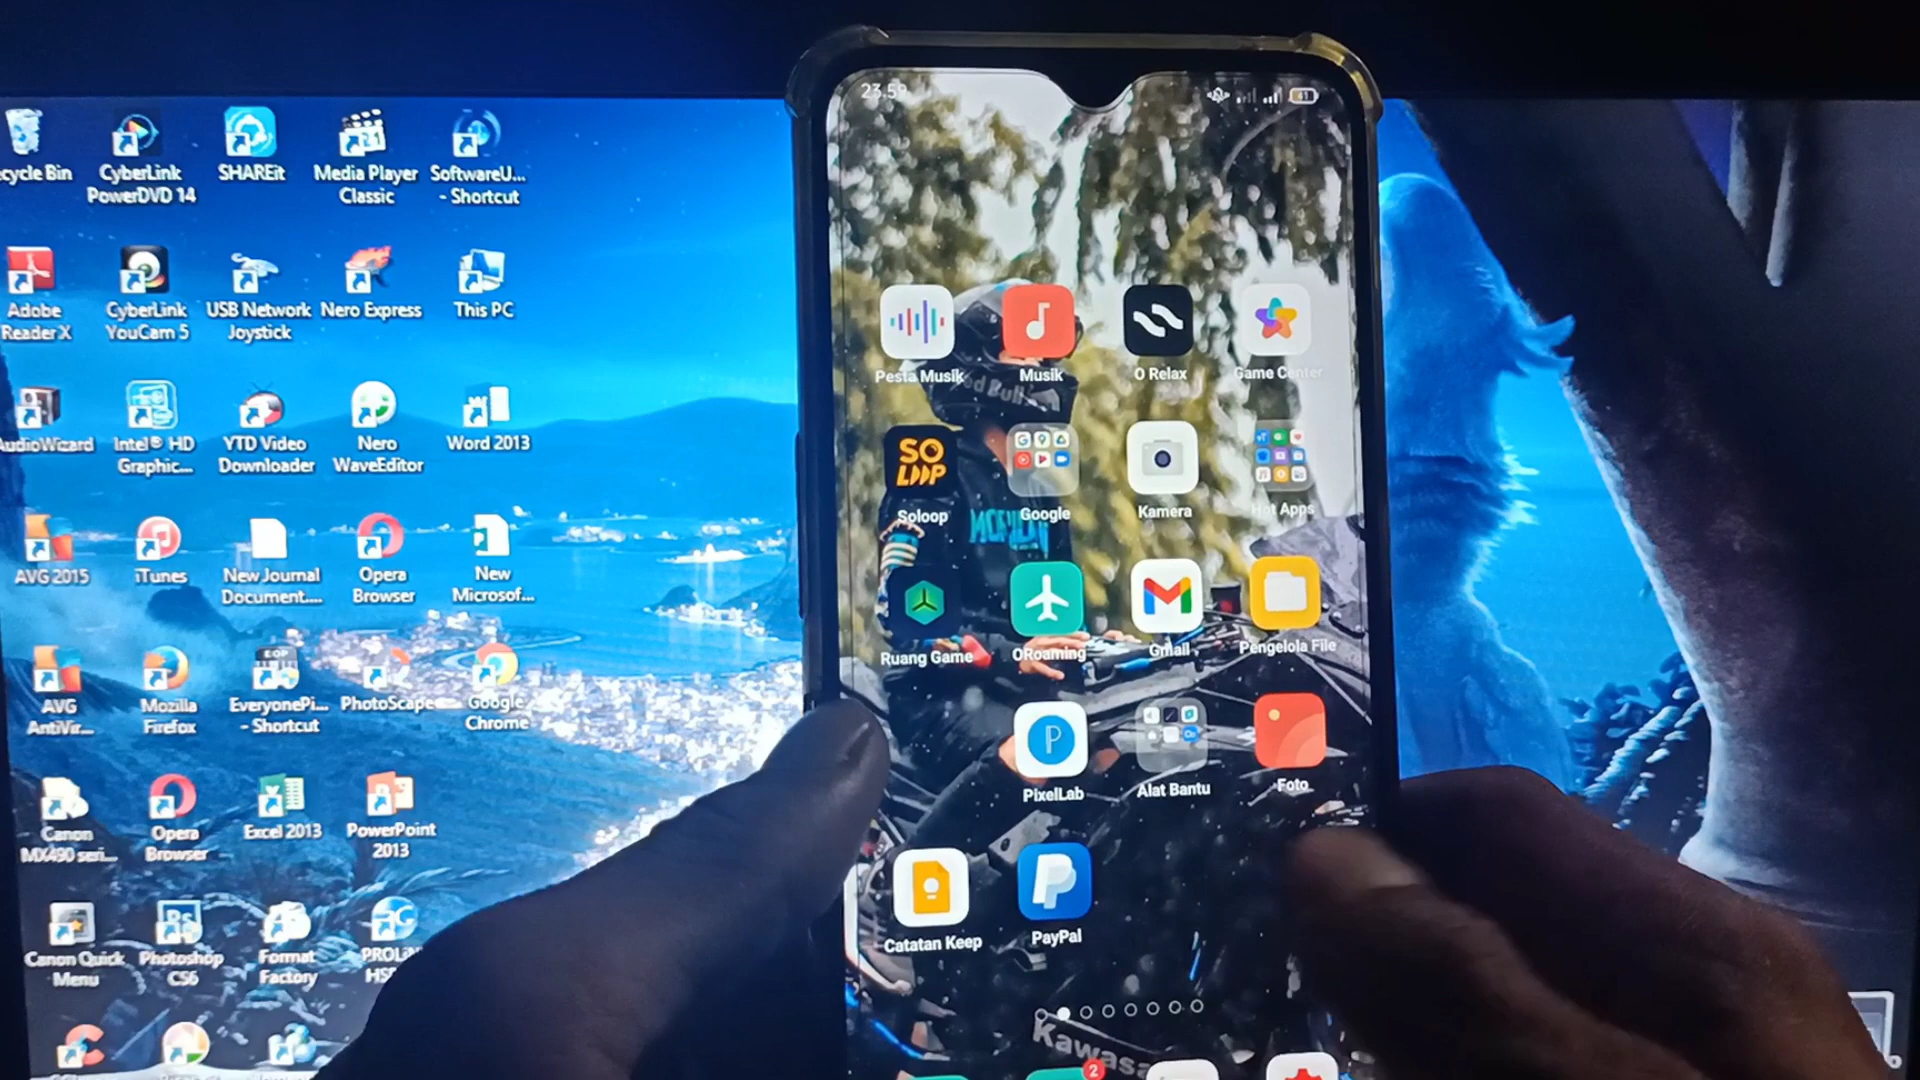 cycle Bin
CyberLink
PowerDVD 14
SHAREit
Media Player
Classic
SoftwareU...
- Shortcut
Adobe
Reader X
CyberLink
YouCam 5
USB Network
Joystick
Nero Express
This PC
AudioWizard
Intel® HD
Graphic...
YTD Video
Downloader
Nero
WaveEditor
Word 2013
AVG 2015
iTunes
New Journal
Document....
Opera
Browser
New
Microsof...
AVG
AntiVir...
Mozilla
Firefox
EveryonePi...
- Shortcut
PhotoScape
Google
Chrome
Canon
MX490 seri...
Opera
Browser
Excel 2013
PowerPoint
2013
Canon Quick
Menu
Photoshop
CS6
Format
Factory
23.59
41
Pesta Musik
Musik
O Relax
Game Center
SO
LOOP
Soloop
Google
Kamera
Hot Apps
Ruang Game
ORoaming
Gmail
Pengelola File
PixelLab
Alat Bantu
Foto
Catatan Keep
PayPal
Kawasa
2